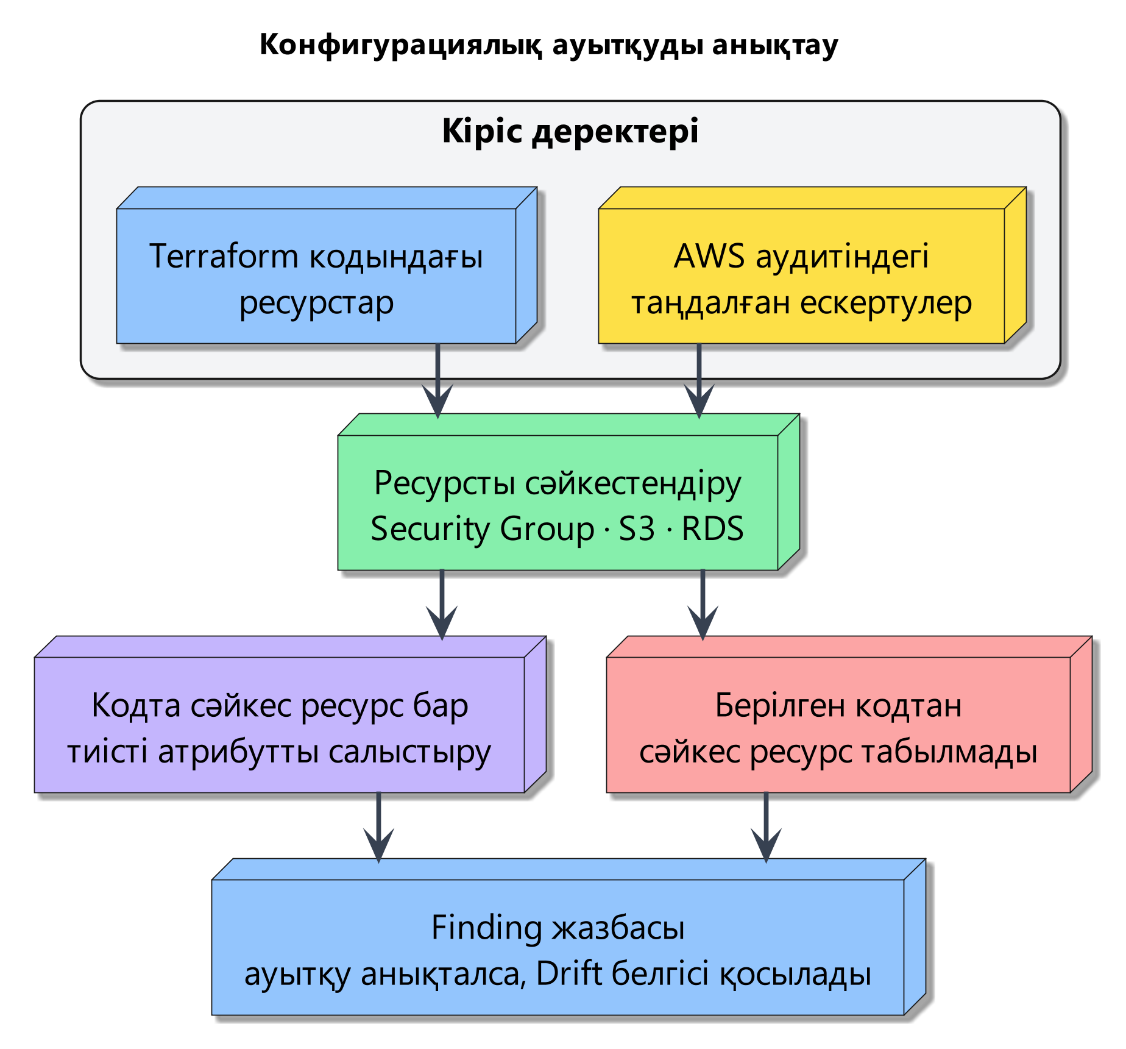 Конфигурациялық ауытқуды анықтау
Кіріс деректері
Terraform кодындағы
ресурстар
AWS аудитіндегі
таңдалған ескертулер
Ресурсты сәйкестендіру
Security Group · S3 · RDS
Кодта сәйкес ресурс бар
тиісті атрибутты салыстыру
Берілген кодтан
сәйкес ресурс табылмады
Finding жазбасы
ауытқу анықталса, Drift белгісі қосылады